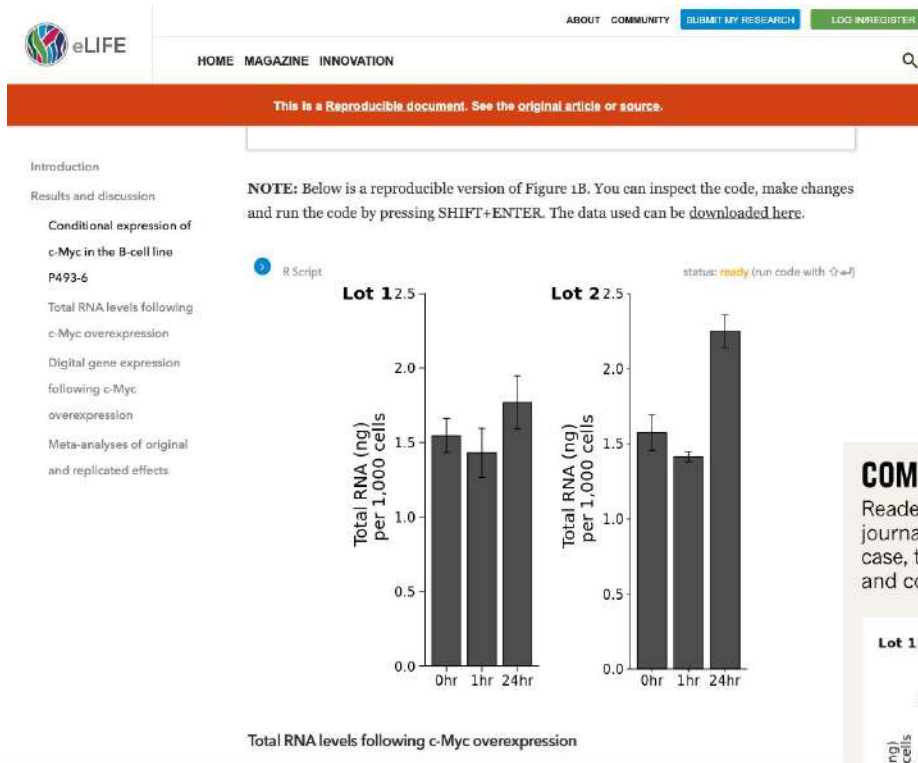 eLIFE
ABOUT COMMUNITY SUBMIT MY RESEARCH LOG IN/REGISTER
HOME MAGAZINE INNOVATION
This is a Reproducible document. See the original article or source.
Introduction
Results and discussion
Conditional expression of
c-Myc in the B-cell line
P493-6
Total RNA levels following
c-Myc overexpression
Digital gene expression
following c-Myc
overexpression
Meta-analyses of original
and replicated effects
NOTE: Below is a reproducible version of Figure 1B. You can inspect the code, make changes
and run the code by pressing SHIFT+ENTER. The data used can be downloaded here.
R Script
status: ready (run code with ⇧⏎)
Lot 1
Total RNA (ng)
per 1,000 cells
2.5
2.0
1.5
1.0
0.5
0.0
0hr 1hr 24hr
Lot 2
Total RNA (ng)
per 1,000 cells
2.5
2.0
1.5
1.0
0.5
0.0
0hr 1hr 24hr
Total RNA levels following c-Myc overexpression
COM
Reade
journa
case, t
and co
Lot 1
ng)
cells